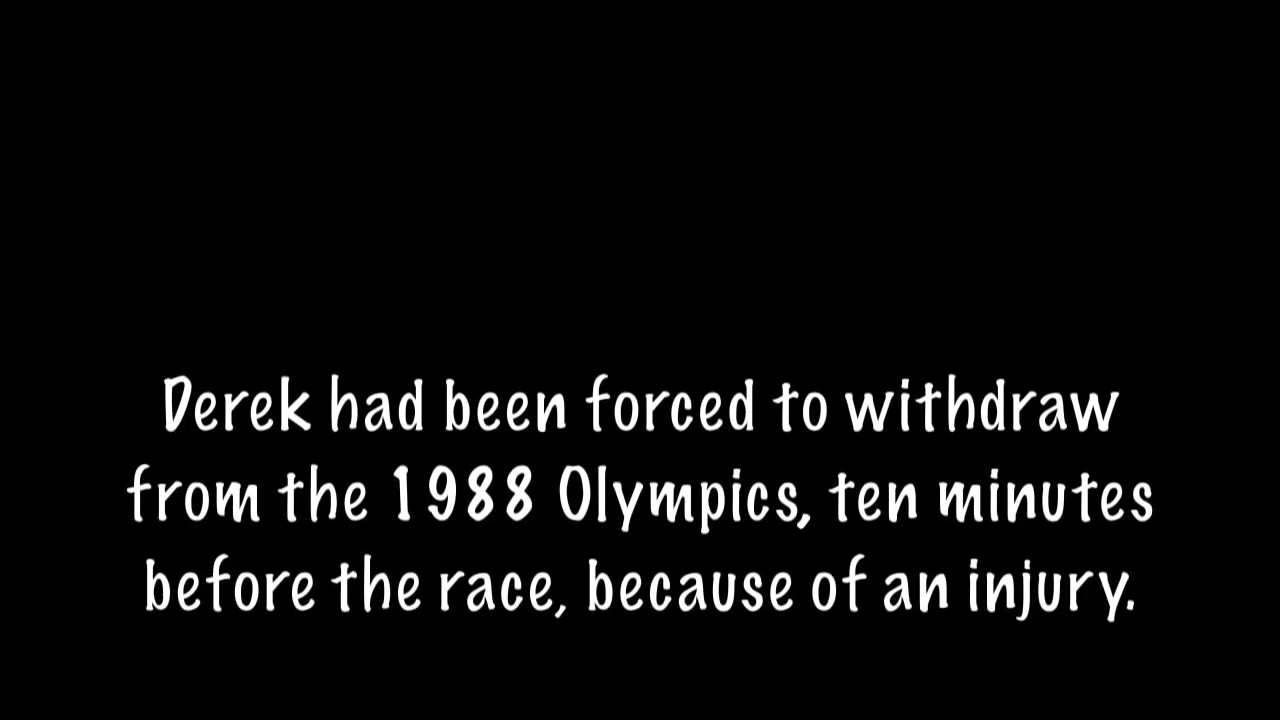 Derek had been forced to withdraw
from the 1988 Olympics, ten minutes
before the race, because of an injury.